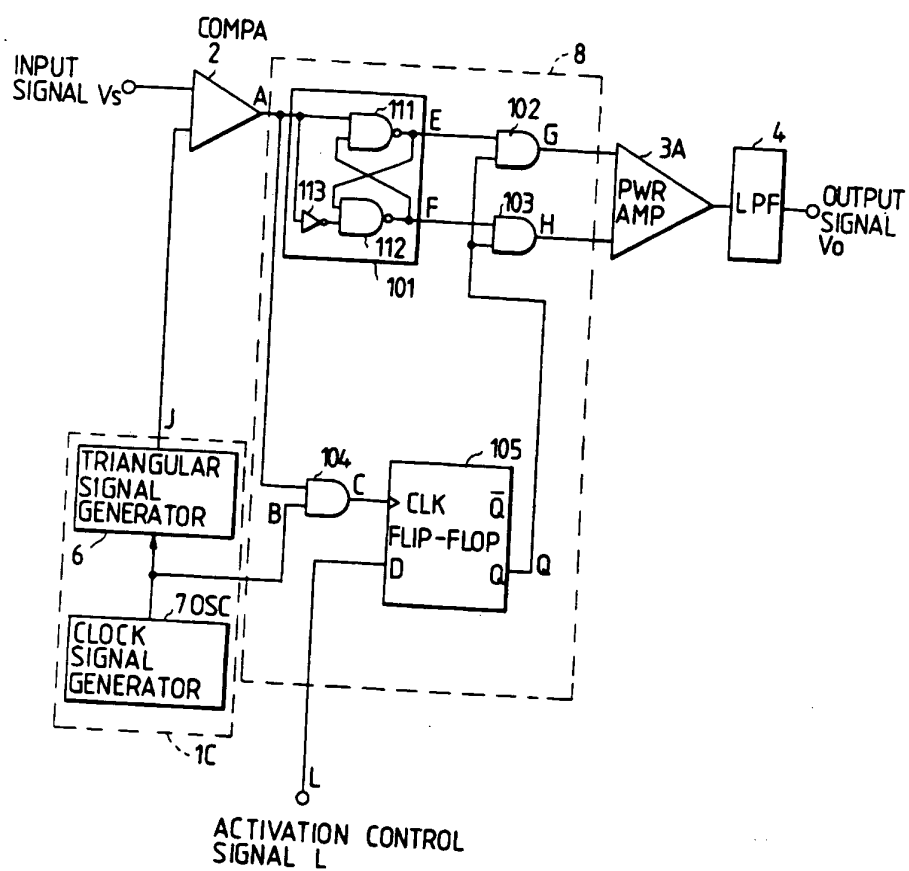 COMPA
2
8
INPUT
SIGNAL Vs
A
111
E
102
G
3A
4
PWR
AMP
LPF
OUTPUT
SIGNAL
Vo
113
F
103
H
112
101
J
TRIANGULAR
SIGNAL
GENERATOR
6
104
C
B
105
CLK
Q̅
FLIP-FLOP
D
Q
Q
7 OSC
CLOCK
SIGNAL
GENERATOR
1C
L
ACTIVATION CONTROL
SIGNAL L